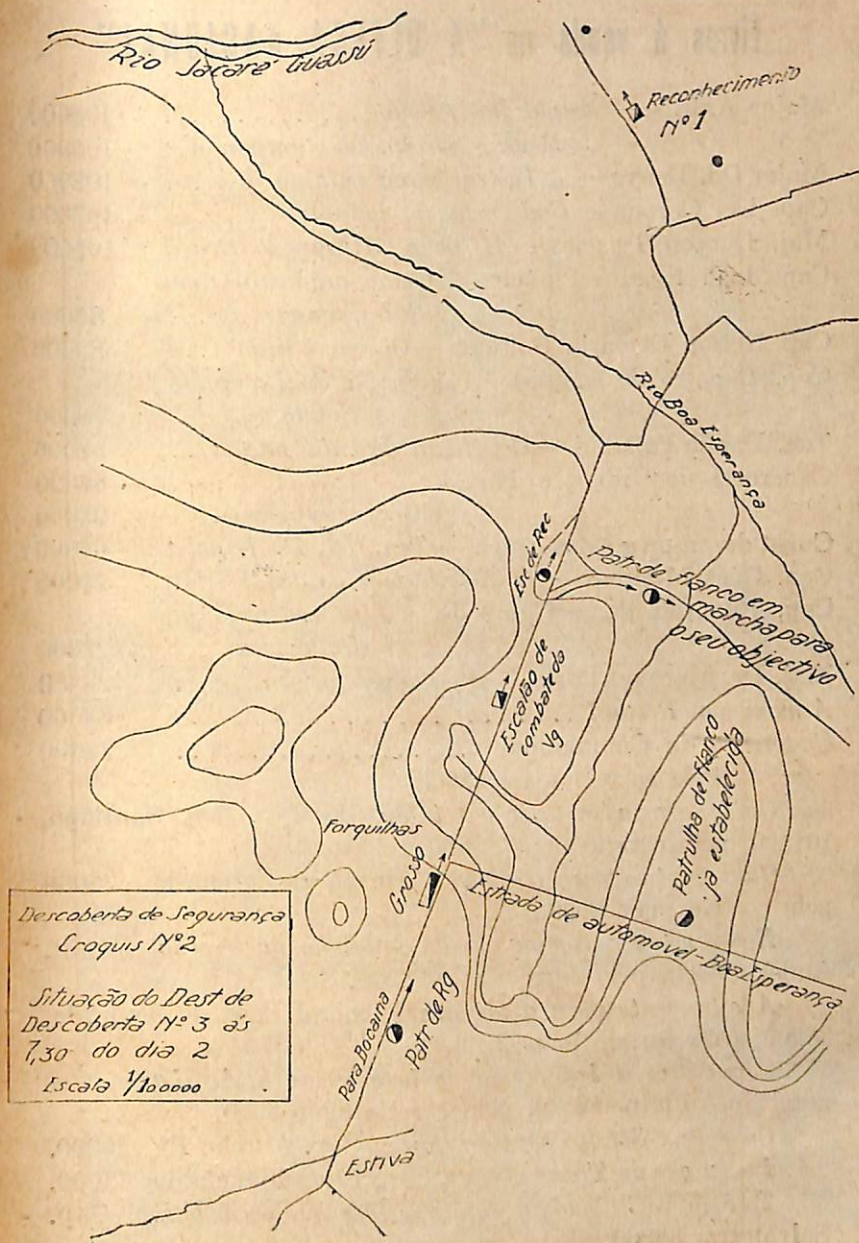 Rio Jacaré Guassú
Reconhecimento
Nº 1
Rio Boa Esperança
Esc de Rec
Patr de flanco em
marcha para
o seu objectivo
Escalão de
combate da
Vg
Patrulha de flanco
já estabelecida
Forquilhas
Grosso
Estrada de automovel - Boa Esperança
Descoberta de Segurança
Croquis Nº 2
Situação do Dest de
Descoberta Nº 3 ás
7,30 do dia 2
Escala 1/100000
Para Bocaina
Patr de Rg
Estiva